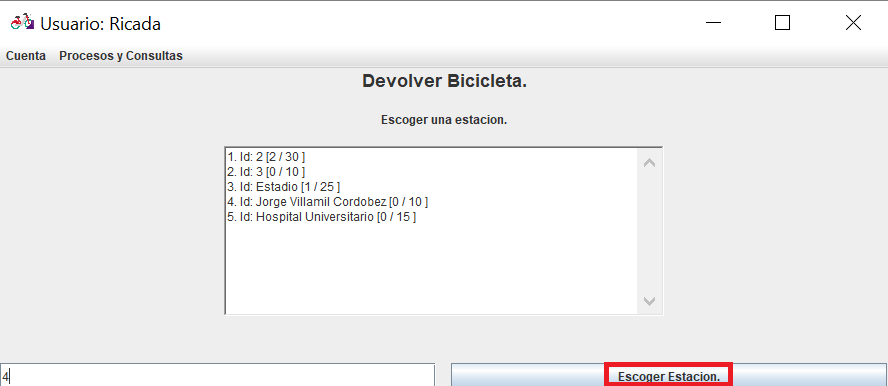 Usuario: Ricada
Cuenta Procesos y Consultas
Devolver Bicicleta.
Escoger una estacion.
1. Id: 2 [2 / 30 ]
2. Id: 3 [0 / 10 ]
3. Id: Estadio [1 / 25 ]
4. Id: Jorge Villamil Cordobez [0 / 10 ]
5. Id: Hospital Universitario [0 / 15 ]
4 Escoger Estacion.